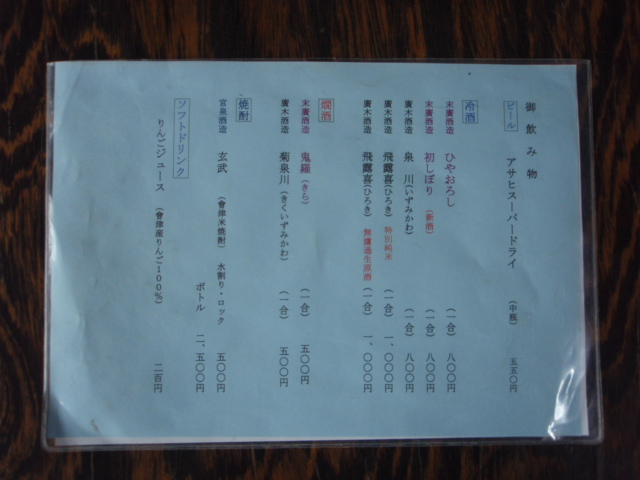 御飲み物
ビール
アサヒスーパードライ （中瓶） 五五〇円
冷酒
末廣酒造 ひやおろし （一合） 八〇〇円
末廣酒造 初しぼり （新酒） （一合） 八〇〇円
廣木酒造 泉川（いずみかわ） （一合） 八〇〇円
廣木酒造 飛露喜（ひろき） 特別純米 （一合） 一、〇〇〇円
廣木酒造 飛露喜（ひろき） 無濾過生原酒 （一合） 一、〇〇〇円
燗酒
末廣酒造 鬼羅（きら） （一合） 五〇〇円
廣木酒造 菊泉川（きくいずみかわ） （一合） 五〇〇円
焼酎
宮泉酒造 玄武 （會津米焼酎） 水割り・ロック 五〇〇円
ボトル 二、五〇〇円
ソフトドリンク
りんごジュース （會津産りんご１００％） 二百円